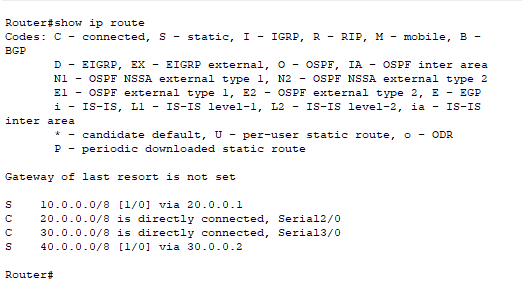 Router#show ip route
Codes: C - connected, S - static, I - IGRP, R - RIP, M - mobile, B -
BGP
D - EIGRP, EX - EIGRP external, O - OSPF, IA - OSPF inter area
N1 - OSPF NSSA external type 1, N2 - OSPF NSSA external type 2
E1 - OSPF external type 1, E2 - OSPF external type 2, E - EGP
i - IS-IS, L1 - IS-IS level-1, L2 - IS-IS level-2, ia - IS-IS
inter area
* - candidate default, U - per-user static route, o - ODR
P - periodic downloaded static route
Gateway of last resort is not set
S 10.0.0.0/8 [1/0] via 20.0.0.1
C 20.0.0.0/8 is directly connected, Serial2/0
C 30.0.0.0/8 is directly connected, Serial3/0
S 40.0.0.0/8 [1/0] via 30.0.0.2
Router#